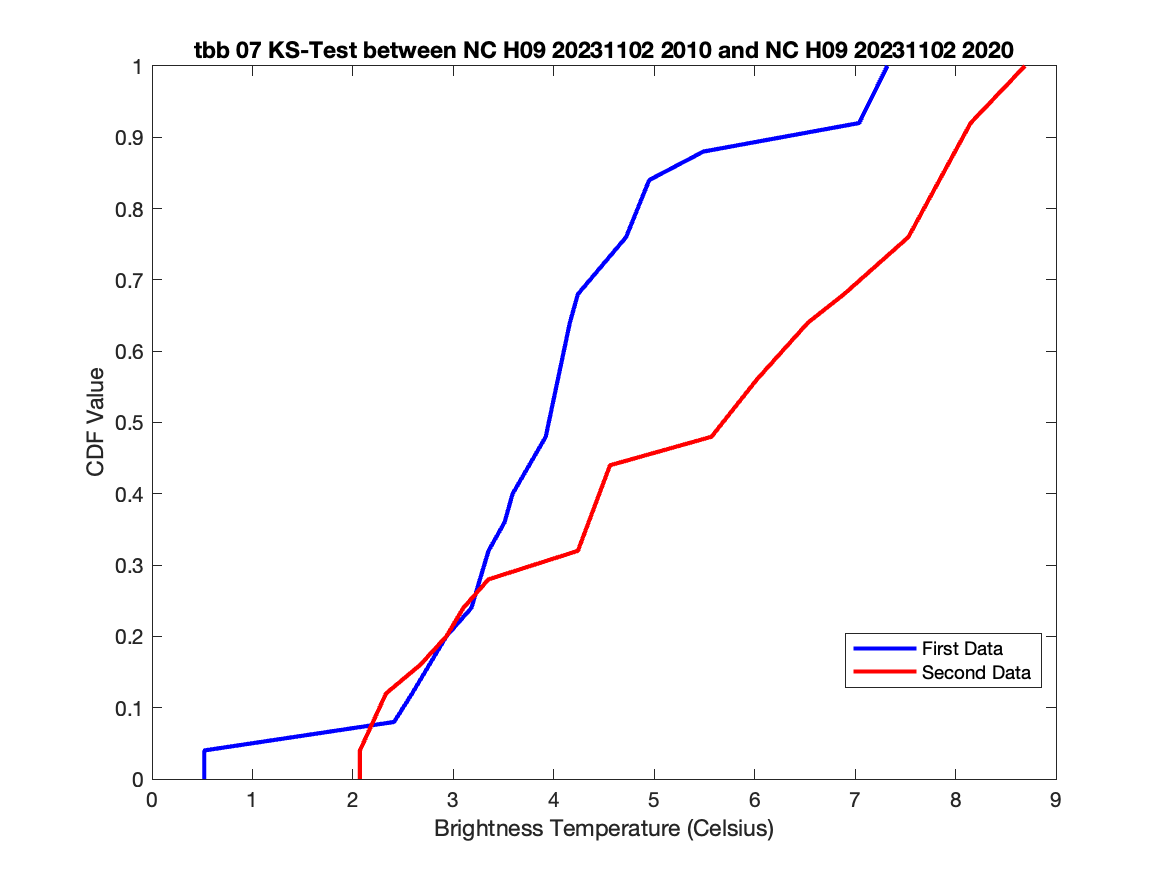 tbb 07 KS-Test between NC H09 20231102 2010 and NC H09 20231102 2020
1
0.9
0.8
0.7
0.6
0.5
0.4
0.3
0.2
0.1
0
CDF Value
First Data
Second Data
0 1 2 3 4 5 6 7 8 9
Brightness Temperature (Celsius)